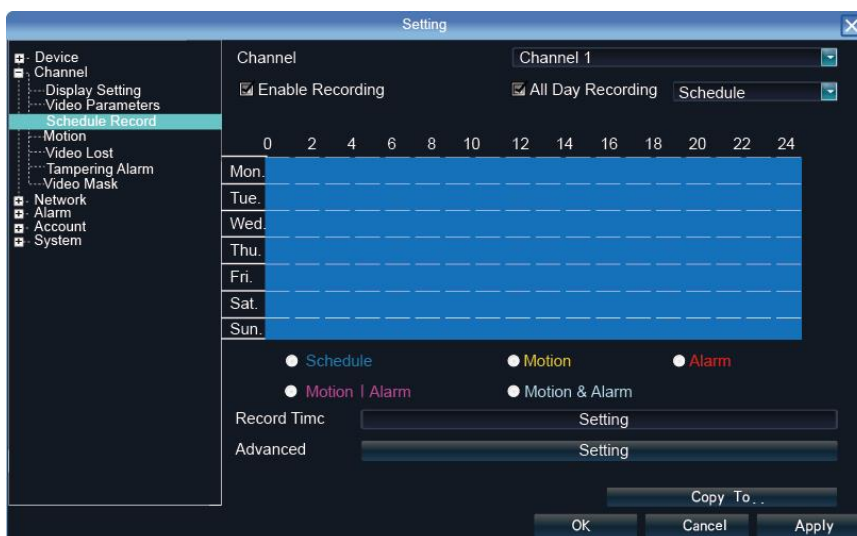 Setting
Device
Channel
Display Setting
Video Parameters
Schedule Record
Motion
Video Lost
Tampering Alarm
Video Mask
Network
Alarm
Account
System
Channel Channel 1
Enable Recording All Day Recording Schedule
0 2 4 6 8 10 12 14 16 18 20 22 24
Mon.
Tue.
Wed.
Thu.
Fri.
Sat.
Sun.
Schedule Motion Alarm
Motion | Alarm Motion & Alarm
Record Timc Setting
Advanced Setting
Copy To..
OK Cancel Apply